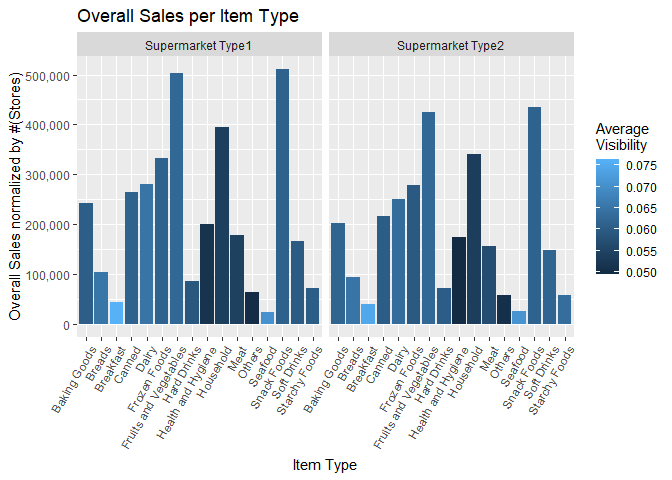 Overall Sales per Item Type
Supermarket Type1
Supermarket Type2
Overall Sales normalized by #(Stores)
500,000
400,000
300,000
200,000
100,000
0
Baking Goods
Breads
Breakfast
Canned
Dairy
Frozen Foods
Fruits and Vegetables
Hard Drinks
Health and Hygiene
Household
Meat
Others
Seafood
Snack Foods
Soft Drinks
Starchy Foods
Baking Goods
Breads
Breakfast
Canned
Dairy
Frozen Foods
Fruits and Vegetables
Hard Drinks
Health and Hygiene
Household
Meat
Others
Seafood
Snack Foods
Soft Drinks
Starchy Foods
Item Type
Average
Visibility
0.075
0.070
0.065
0.060
0.055
0.050